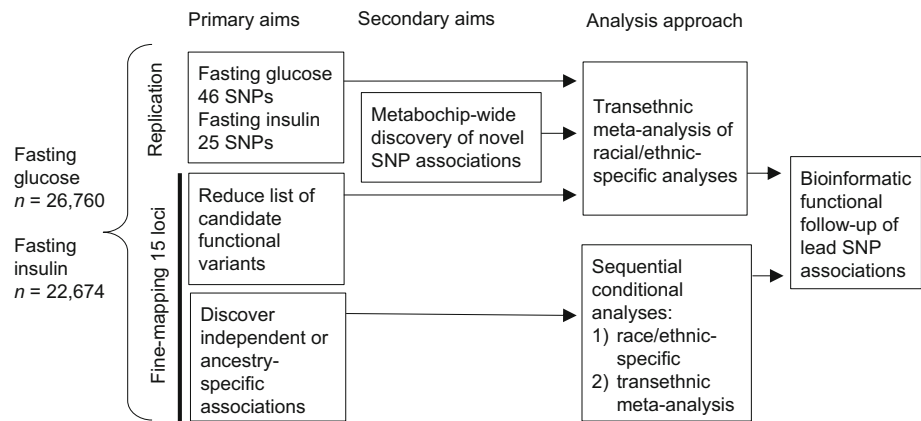 Primary aims
Secondary aims
Analysis approach
Fasting
glucose
n = 26,760
Fasting
insulin
n = 22,674
Replication
Fine-mapping 15 loci
Fasting glucose
46 SNPs
Fasting insulin
25 SNPs
Reduce list of
candidate
functional
variants
Discover
independent or
ancestry-
specific
associations
Metabochip-wide
discovery of novel
SNP associations
Transethnic
meta-analysis of
racial/ethnic-
specific analyses
Sequential
conditional
analyses:
1) race/ethnic-
specific
2) transethnic
meta-analysis
Bioinformatic
functional
follow-up of
lead SNP
associations